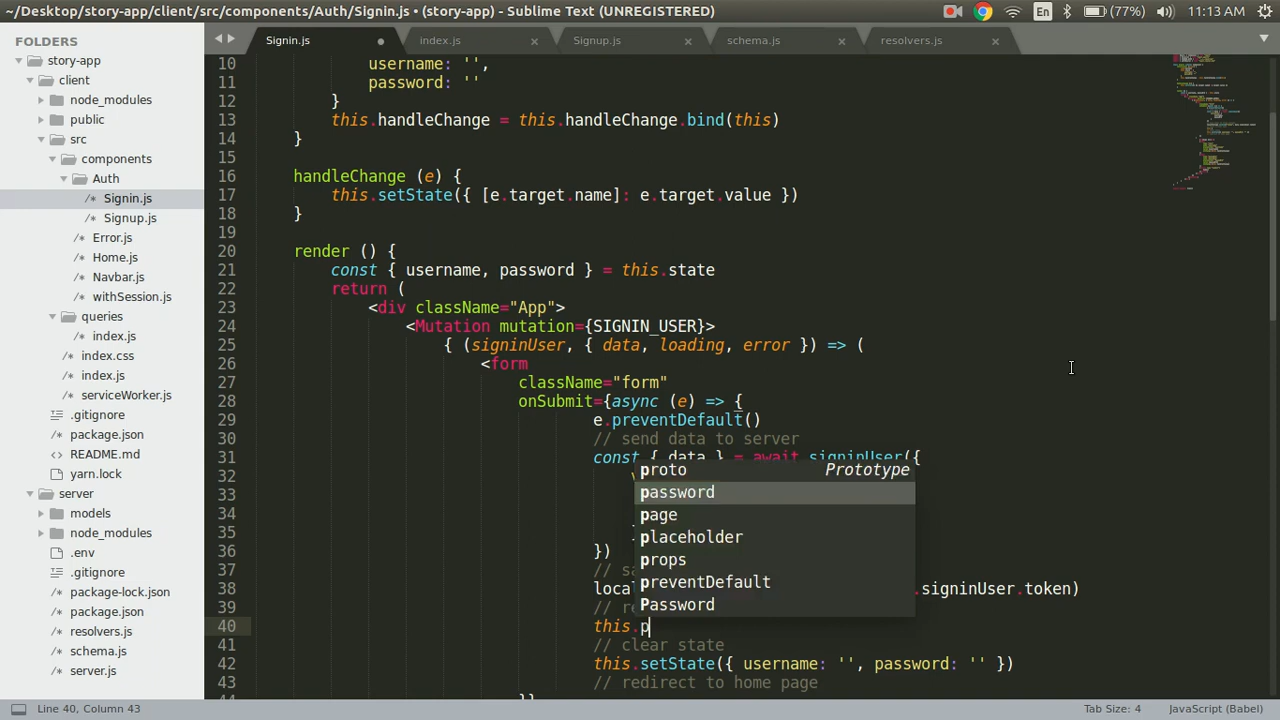 ~/Desktop/story-app/client/src/components/Auth/Signin.js • (story-app) - Sublime Text (UNREGISTERED)
En
(77%)
11:13 AM
FOLDERS
story-app
client
node_modules
public
src
components
Auth
Signin.js
Signup.js
Error.js
Home.js
Navbar.js
withSession.js
queries
index.js
index.css
index.js
serviceWorker.js
.gitignore
package.json
README.md
yarn.lock
server
models
node_modules
.env
.gitignore
package-lock.json
package.json
resolvers.js
schema.js
server.js
Signin.js
index.js
Signup.js
schema.js
resolvers.js
10 username: '',
11 password: ''
12 }
13 this.handleChange = this.handleChange.bind(this)
14 }
15
16 handleChange (e) {
17 this.setState({ [e.target.name]: e.target.value })
18 }
19
20 render () {
21 const { username, password } = this.state
22 return (
23 <div className="App">
24 <Mutation mutation={SIGNIN_USER}>
25 { (signinUser, { data, loading, error }) => (
26 <form
27 className="form"
28 onSubmit={async (e) => {
29 e.preventDefault()
30 // send data to server
31 const { data } = await signinUser({
32
33
34
35
36 })
37 //
38 .signinUser.token)
39 //
40 this.p
41 // clear state
42 this.setState({ username: '', password: '' })
43 // redirect to home page
44 }}
proto Prototype
password
page
placeholder
props
preventDefault
Password
Line 40, Column 43
Tab Size: 4
JavaScript (Babel)